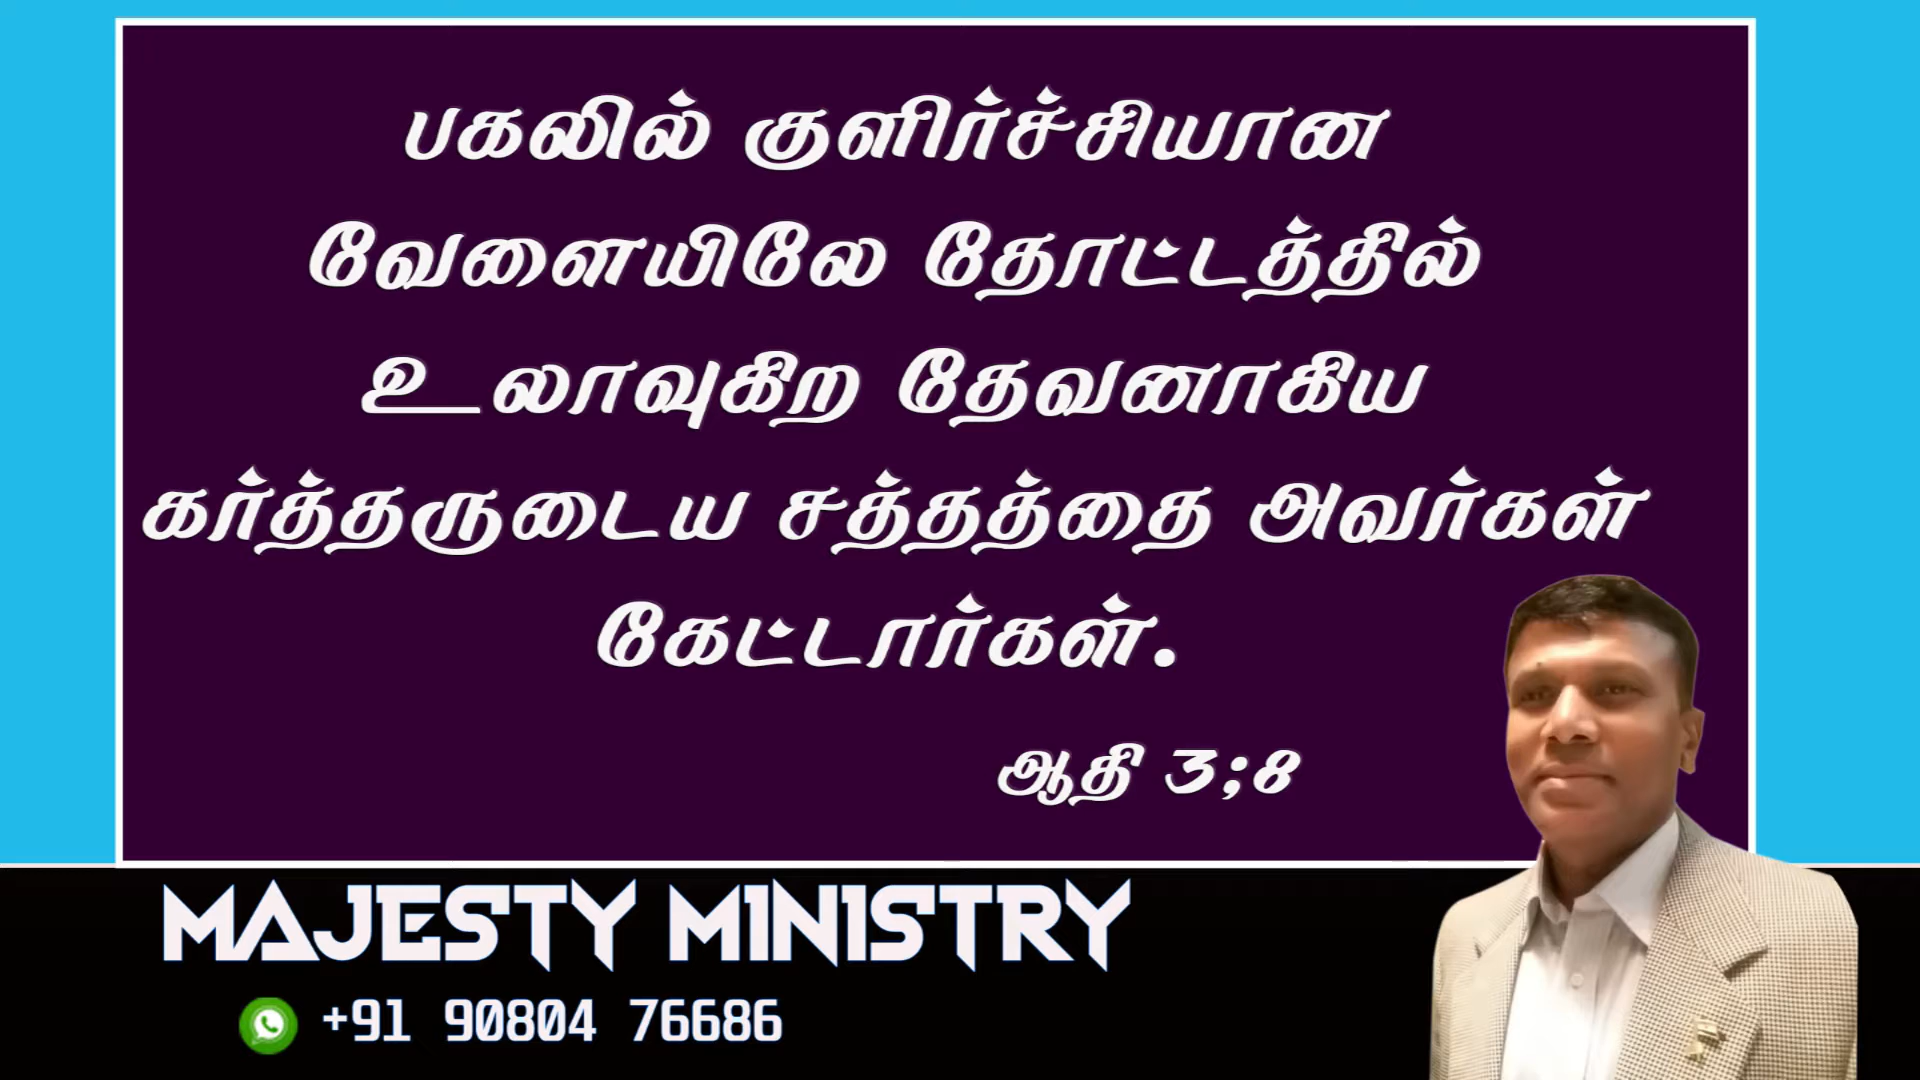 பகலில் குளிர்ச்சியான
வேளையிலே தோட்டத்தில்
உலாவுகிற தேவனாகிய
கர்த்தருடைய சத்தத்தை அவர்கள்
கேட்டார்கள்.
ஆதி 3;8
MAJESTY MINISTRY
+91 90804 76686